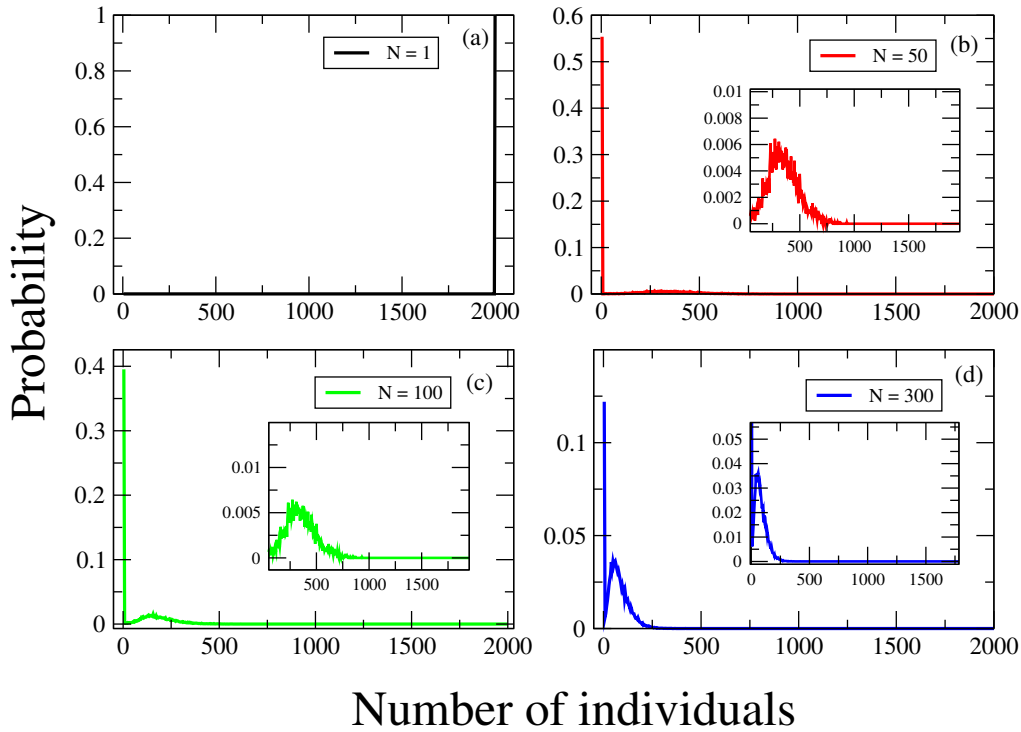 Probability
(a)
N = 1
1
0.8
0.6
0.4
0.2
0
0 500 1000 1500 2000
(b)
N = 50
0.6
0.5
0.4
0.3
0.2
0.1
0
0 500 1000 1500 2000
0.01
0.008
0.006
0.004
0.002
0
500 1000 1500
(c)
N = 100
0.4
0.3
0.2
0.1
0
0 500 1000 1500 2000
0.01
0.005
0
500 1000 1500
(d)
N = 300
0.1
0.05
0
0 500 1000 1500 2000
0.05
0.04
0.03
0.02
0.01
0
0 500 1000 1500
Number of individuals